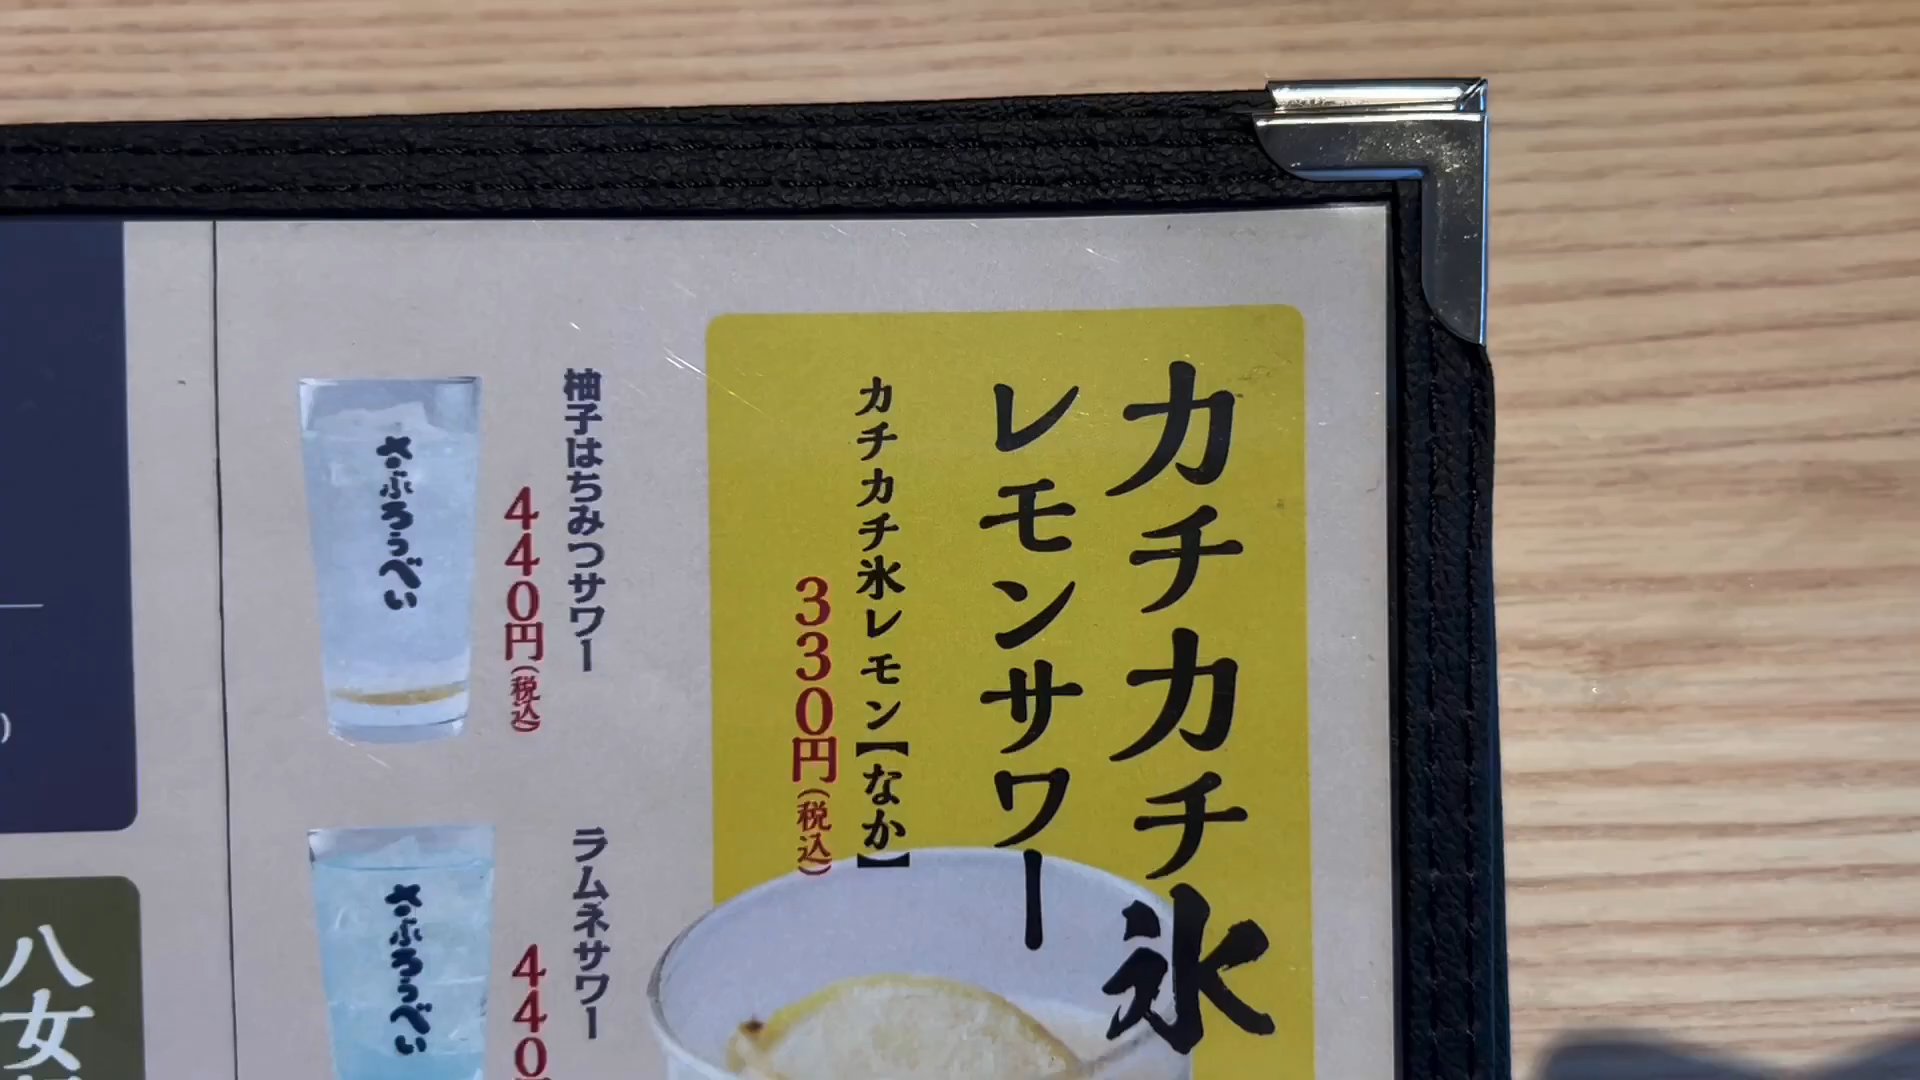 カチカチ氷
レモンサワー
カチカチ氷レモン【なか】
330円(税込)
柚子はちみつサワー
440円(税込)
さぶろうべい
ラムネサワー
440
さぶろうべい
八女
)